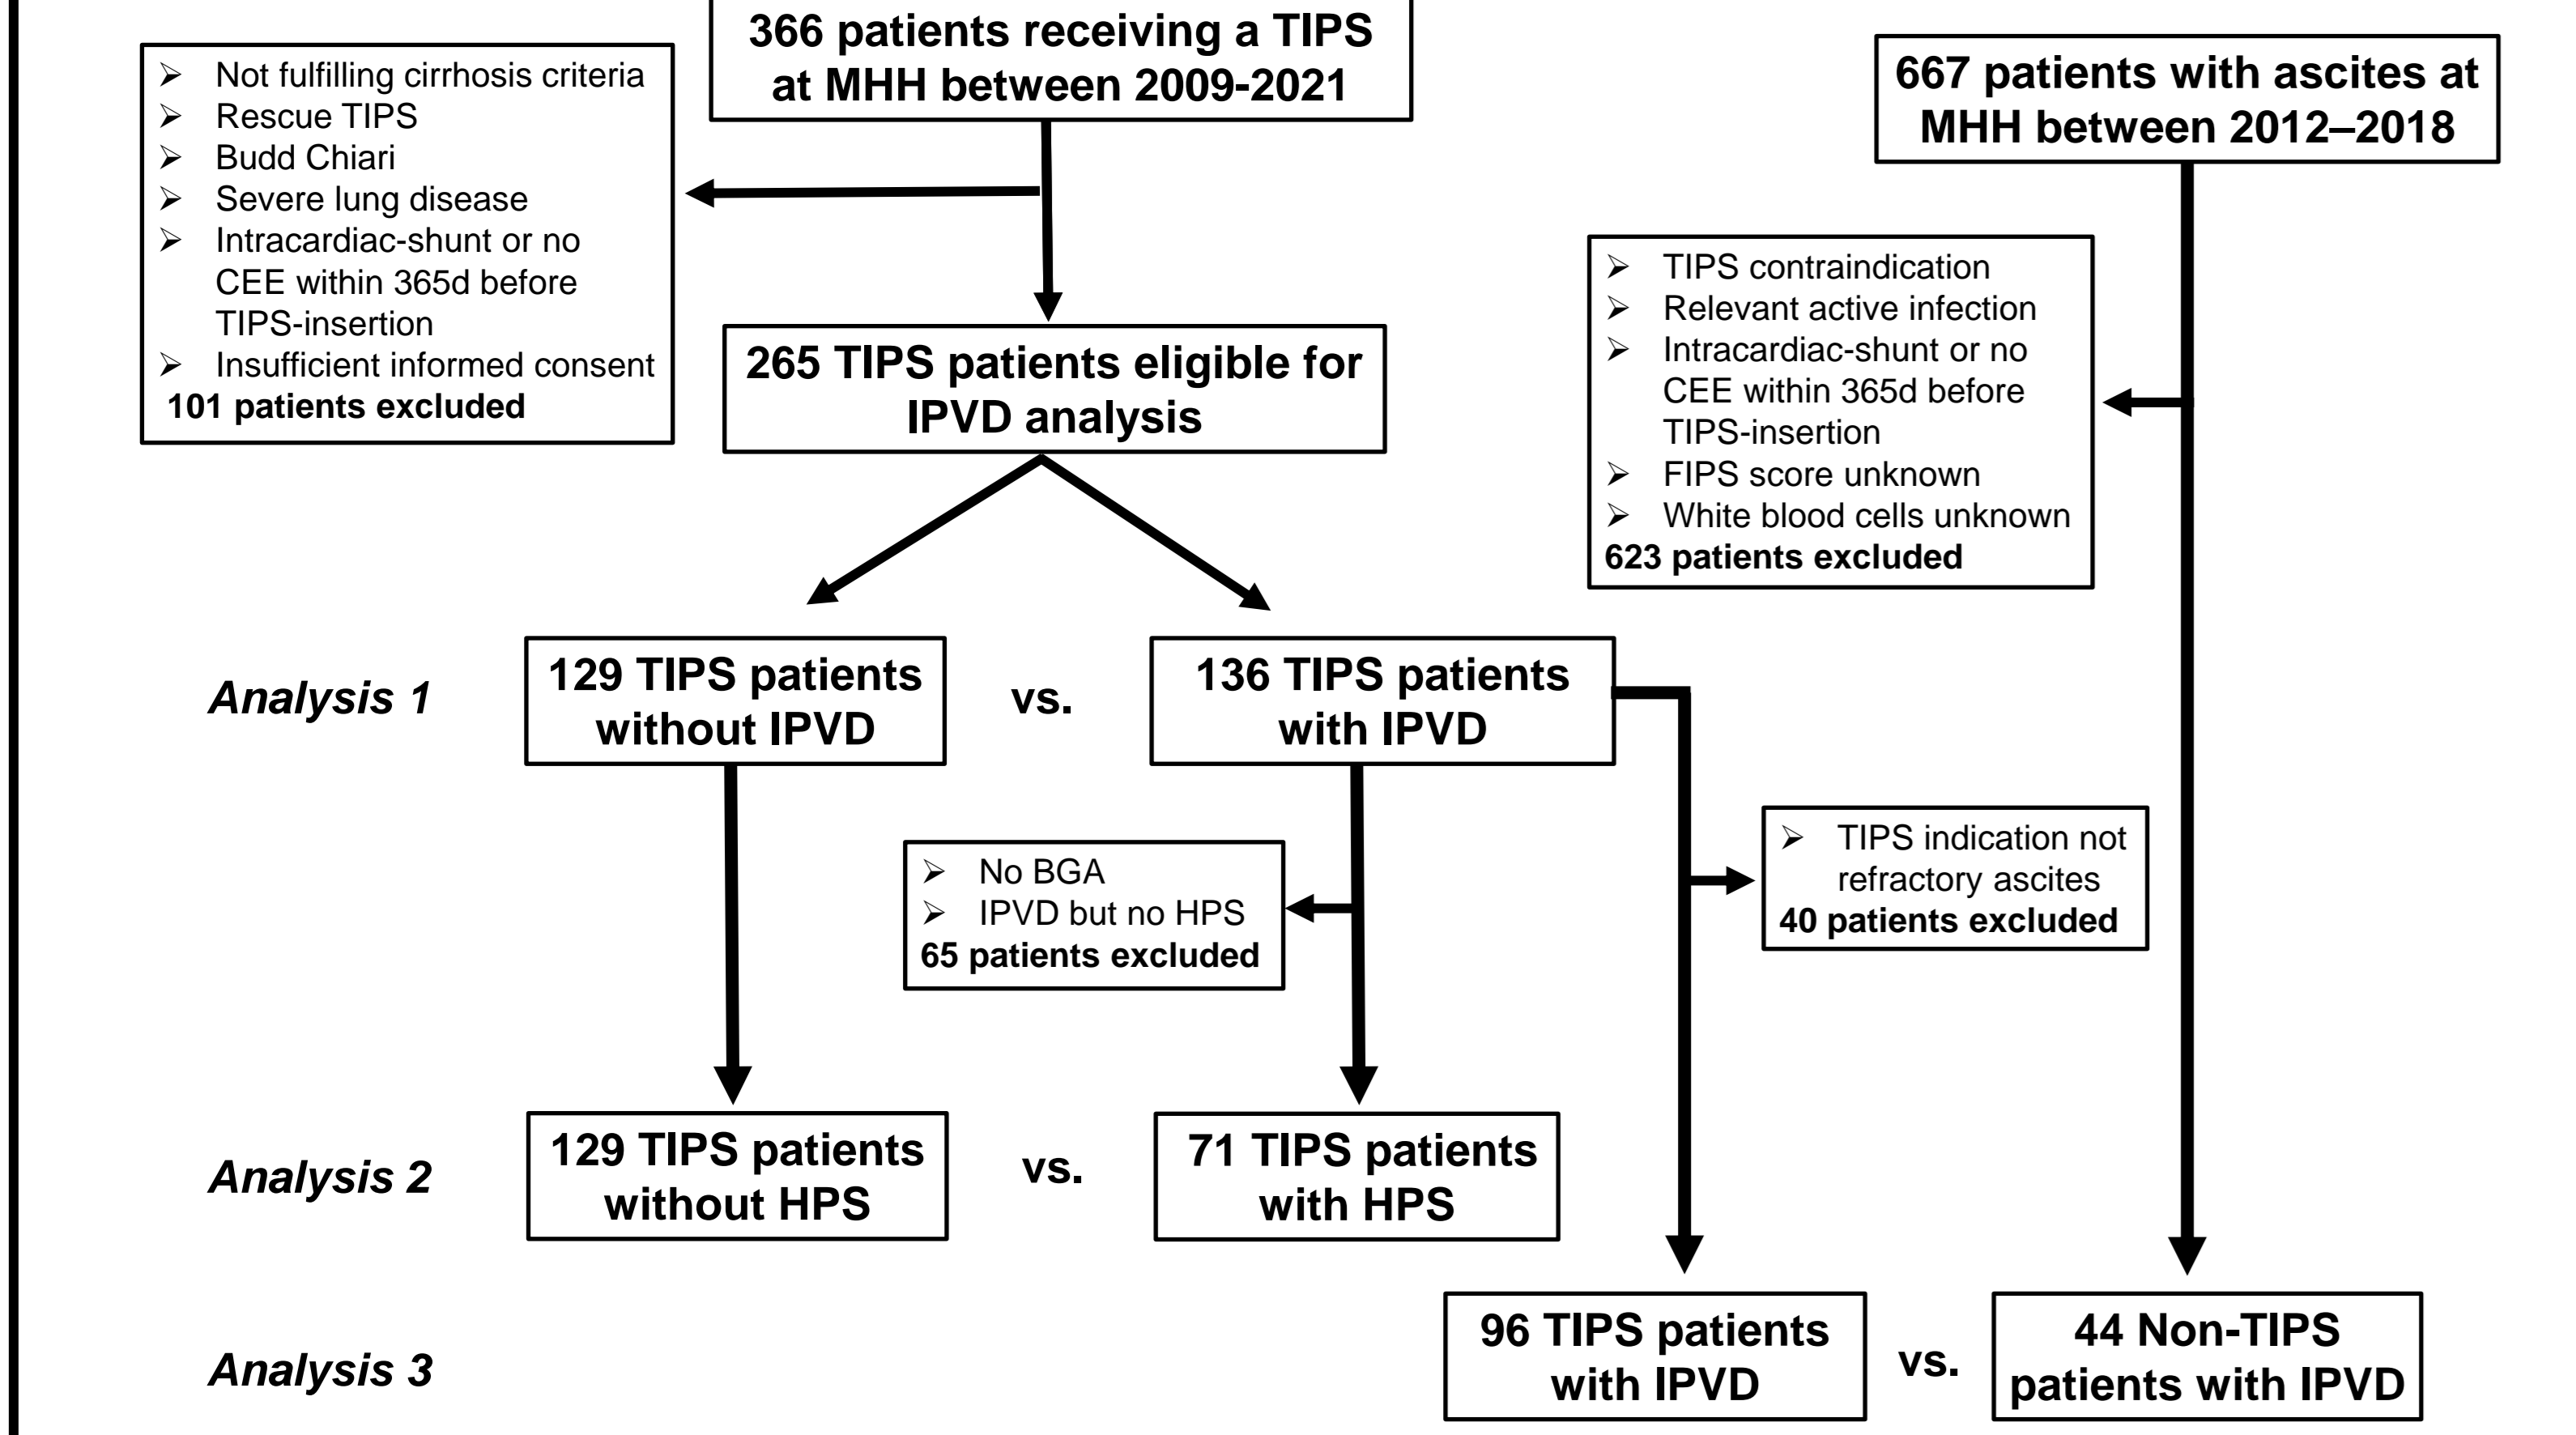 366 patients receiving a TIPS
at MHH between 2009-2021
➢ Not fulfilling cirrhosis criteria
➢ Rescue TIPS
➢ Budd Chiari
➢ Severe lung disease
➢ Intracardiac-shunt or no
CEE within 365d before
TIPS-insertion
➢ Insufficient informed consent
101 patients excluded
667 patients with ascites at
MHH between 2012–2018
➢ TIPS contraindication
➢ Relevant active infection
➢ Intracardiac-shunt or no
CEE within 365d before
TIPS-insertion
➢ FIPS score unknown
➢ White blood cells unknown
623 patients excluded
265 TIPS patients eligible for
IPVD analysis
Analysis 1
129 TIPS patients
without IPVD
vs.
136 TIPS patients
with IPVD
➢ No BGA
➢ IPVD but no HPS
65 patients excluded
➢ TIPS indication not
refractory ascites
40 patients excluded
Analysis 2
129 TIPS patients
without HPS
vs.
71 TIPS patients
with HPS
Analysis 3
96 TIPS patients
with IPVD
vs.
44 Non-TIPS
patients with IPVD